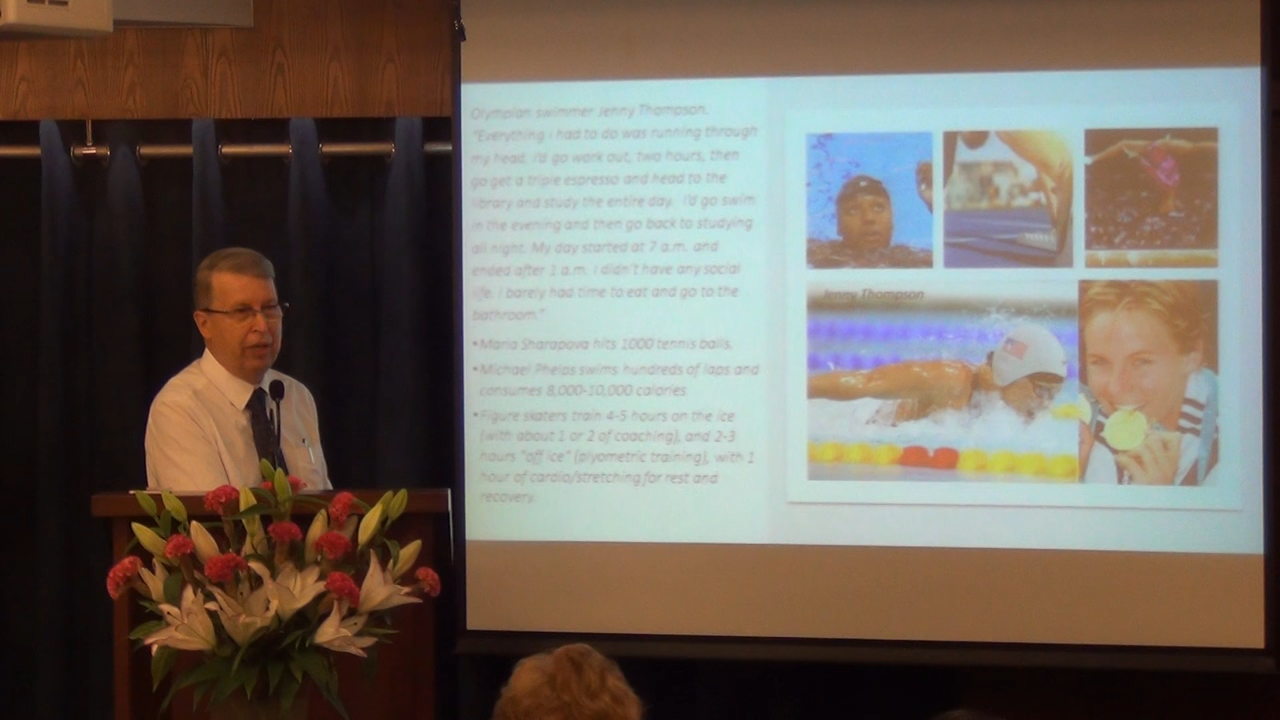 Olympian swimmer Jenny Thompson,
"Everything I had to do was running through
my head. I'd go work out, two hours, then
go get a triple espresso and head to the
library and study the entire day. I'd go swim
in the evening and then go back to studying
all night. My day started at 7 a.m. and
ended after 1 a.m. I didn't have any social
life. I barely had time to eat and go to the
bathroom."
•Maria Sharapova hits 1000 tennis balls,
•Michael Phelps swims hundreds of laps and
consumes 8,000-10,000 calories
•Figure skaters train 4-5 hours on the ice
(with about 1 or 2 of coaching), and 2-3
hours "off ice" (plyometric training), with 1
hour of cardio/stretching for rest and
recovery.
Jenny Thompson